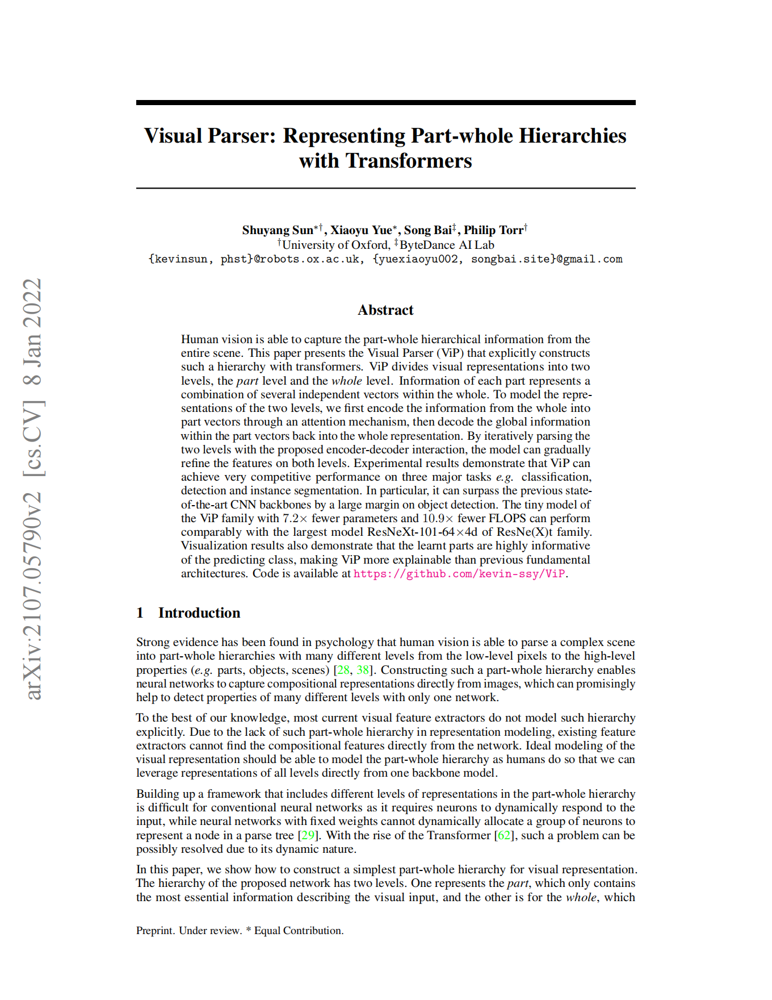 arXiv:2107.05790v2 [cs.CV] 8 Jan 2022
Visual Parser: Representing Part-whole Hierarchies
with Transformers
Shuyang Sun*†, Xiaoyu Yue*, Song Bai‡, Philip Torr†
†University of Oxford, ‡ByteDance AI Lab
{kevinsun, phst}@robots.ox.ac.uk, {yuexiaoyu002, songbai.site}@gmail.com
Abstract
Human vision is able to capture the part-whole hierarchical information from the
entire scene. This paper presents the Visual Parser (ViP) that explicitly constructs
such a hierarchy with transformers. ViP divides visual representations into two
levels, the part level and the whole level. Information of each part represents a
combination of several independent vectors within the whole. To model the repre-
sentations of the two levels, we first encode the information from the whole into
part vectors through an attention mechanism, then decode the global information
within the part vectors back into the whole representation. By iteratively parsing the
two levels with the proposed encoder-decoder interaction, the model can gradually
refine the features on both levels. Experimental results demonstrate that ViP can
achieve very competitive performance on three major tasks e.g. classification,
detection and instance segmentation. In particular, it can surpass the previous state-
of-the-art CNN backbones by a large margin on object detection. The tiny model of
the ViP family with 7.2× fewer parameters and 10.9× fewer FLOPS can perform
comparably with the largest model ResNeXt-101-64×4d of ResNe(X)t family.
Visualization results also demonstrate that the learnt parts are highly informative
of the predicting class, making ViP more explainable than previous fundamental
architectures. Code is available at https://github.com/kevin-ssy/ViP.
1 Introduction
Strong evidence has been found in psychology that human vision is able to parse a complex scene
into part-whole hierarchies with many different levels from the low-level pixels to the high-level
properties (e.g. parts, objects, scenes) [28, 38]. Constructing such a part-whole hierarchy enables
neural networks to capture compositional representations directly from images, which can promisingly
help to detect properties of many different levels with only one network.
To the best of our knowledge, most current visual feature extractors do not model such hierarchy
explicitly. Due to the lack of such part-whole hierarchy in representation modeling, existing feature
extractors cannot find the compositional features directly from the network. Ideal modeling of the
visual representation should be able to model the part-whole hierarchy as humans do so that we can
leverage representations of all levels directly from one backbone model.
Building up a framework that includes different levels of representations in the part-whole hierarchy
is difficult for conventional neural networks as it requires neurons to dynamically respond to the
input, while neural networks with fixed weights cannot dynamically allocate a group of neurons to
represent a node in a parse tree [29]. With the rise of the Transformer [62], such a problem can be
possibly resolved due to its dynamic nature.
In this paper, we show how to construct a simplest part-whole hierarchy for visual representation.
The hierarchy of the proposed network has two levels. One represents the part, which only contains
the most essential information describing the visual input, and the other is for the whole, which
Preprint. Under review. * Equal Contribution.